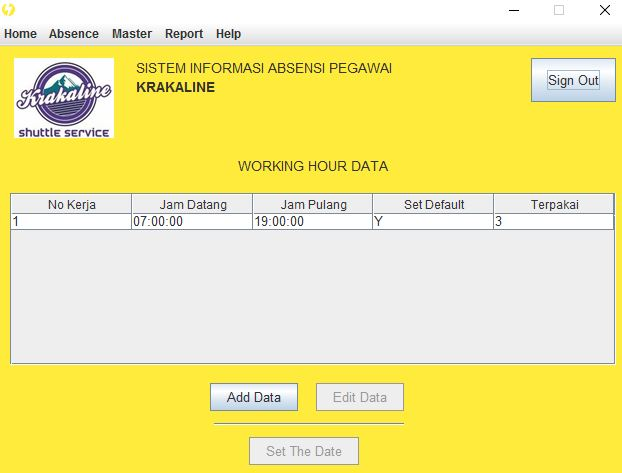 Home Absence Master Report Help
Krakaline
shuttle service
SISTEM INFORMASI ABSENSI PEGAWAI
KRAKALINE
Sign Out
WORKING HOUR DATA
No Kerja Jam Datang Jam Pulang Set Default Terpakai
1 07:00:00 19:00:00 Y 3
Add Data Edit Data
Set The Date